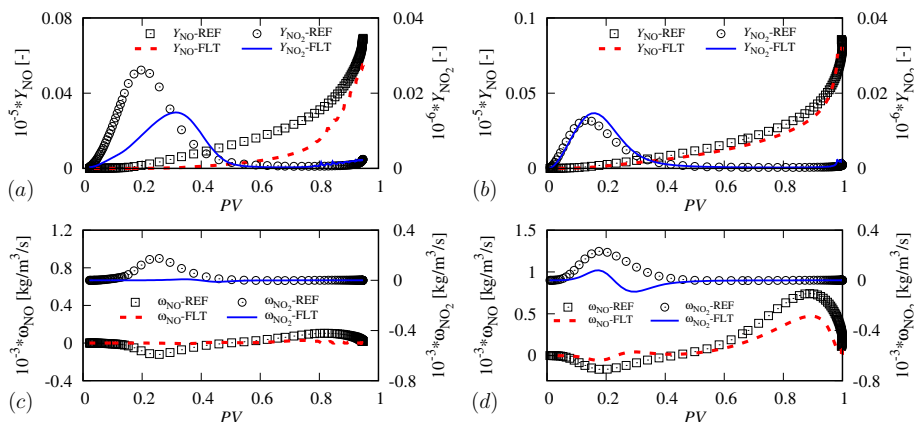 0.08 0.04 0.1 0.04
Y_NO-REF Y_NO2-REF Y_NO-REF Y_NO2-REF
Y_NO-FLT Y_NO2-FLT Y_NO-FLT Y_NO2-FLT
10^-5*Y_NO [-] 10^-6*Y_NO2 [-] 10^-5*Y_NO [-] 10^-6*Y_NO2 [-]
0.04 0.02 0.05 0.02
0 0 0 0
(a) 0 0.2 0.4 0.6 0.8 1 (b) 0 0.2 0.4 0.6 0.8 1
PV PV
1.2 0.4 1.5 0.4
0.8 0 1 0
ω_NO-REF ω_NO2-REF ω_NO-REF ω_NO2-REF
ω_NO-FLT ω_NO2-FLT ω_NO-FLT ω_NO2-FLT
10^-3*ω_NO [kg/m^3/s] 10^-3*ω_NO2 [kg/m^3/s] 10^-3*ω_NO [kg/m^3/s] 10^-3*ω_NO2 [kg/m^3/s]
0.4 -0.4 0.5 -0.4
0 0
-0.4 -0.8 -0.8
(c) 0 0.2 0.4 0.6 0.8 1 (d) 0 0.2 0.4 0.6 0.8 1
PV PV